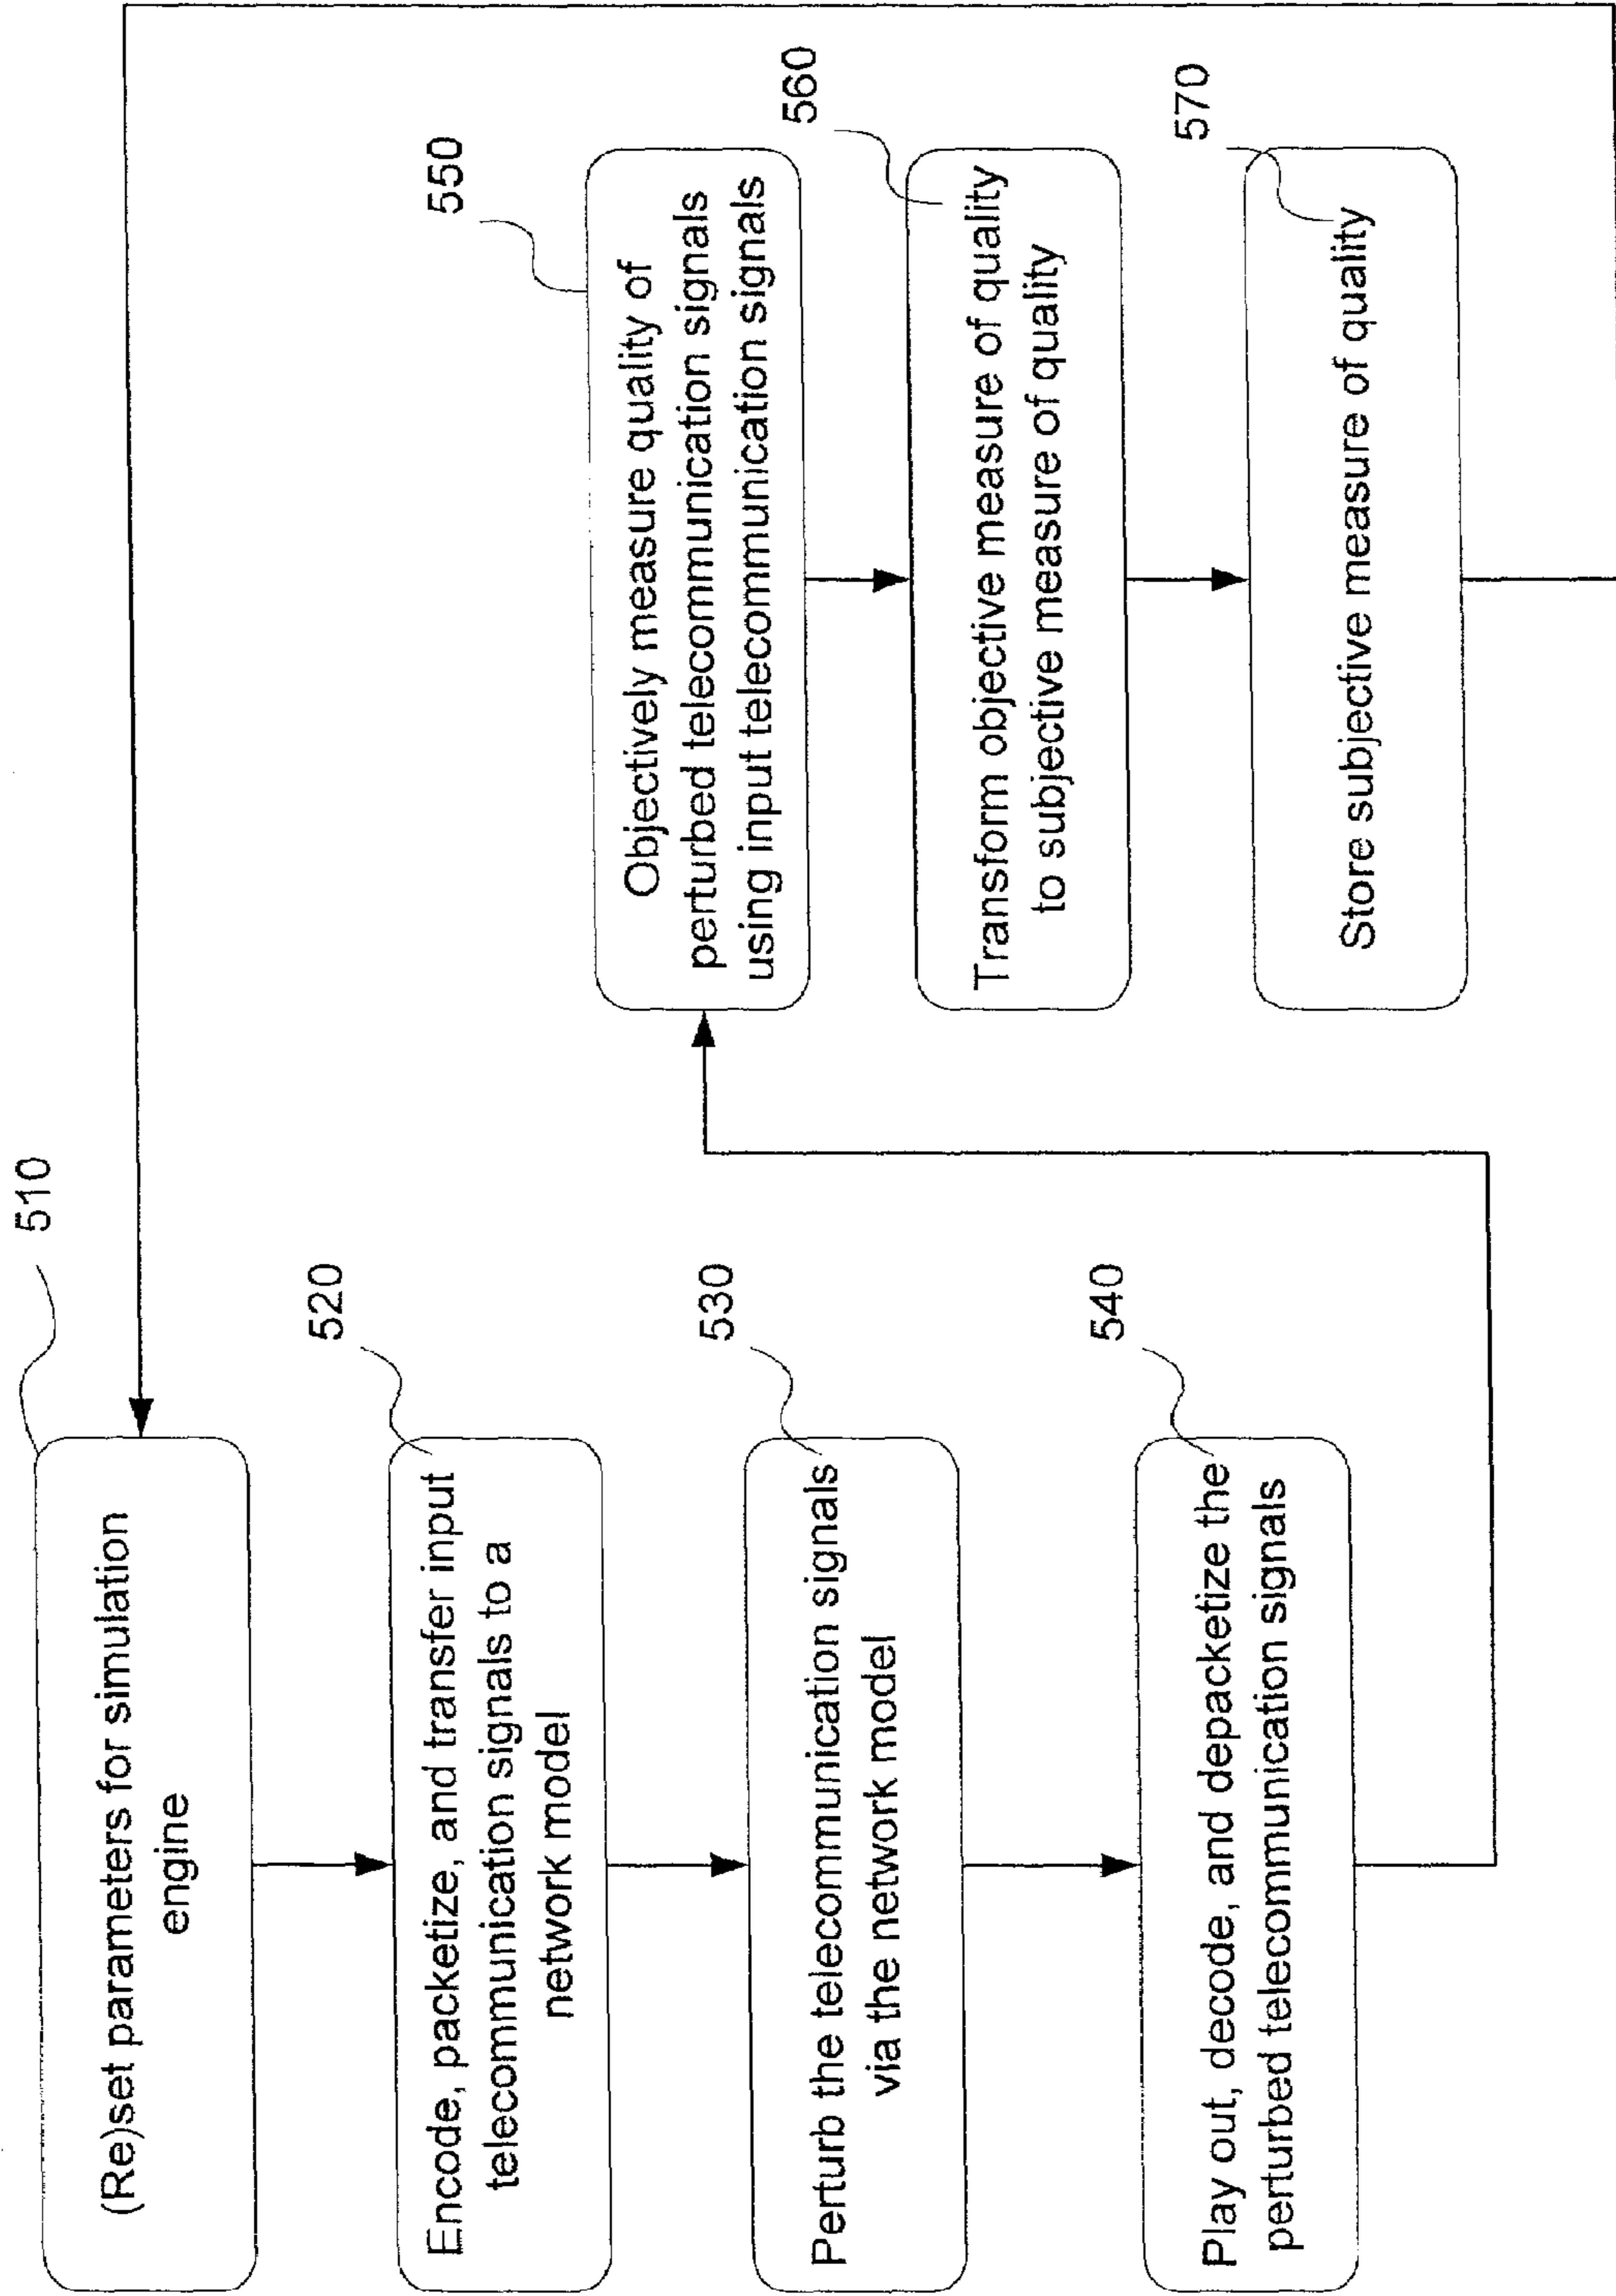 510
(Re)set parameters for simulation
engine
520
Encode, packetize, and transfer input
telecommunication signals to a
network model
530
Perturb the telecommunication signals
via the network model
540
Play out, decode, and depacketize the
perturbed telecommunication signals
550
Objectively measure quality of
perturbed telecommunication signals
using input telecommunication signals
560
Transform objective measure of quality
to subjective measure of quality
570
Store subjective measure of quality